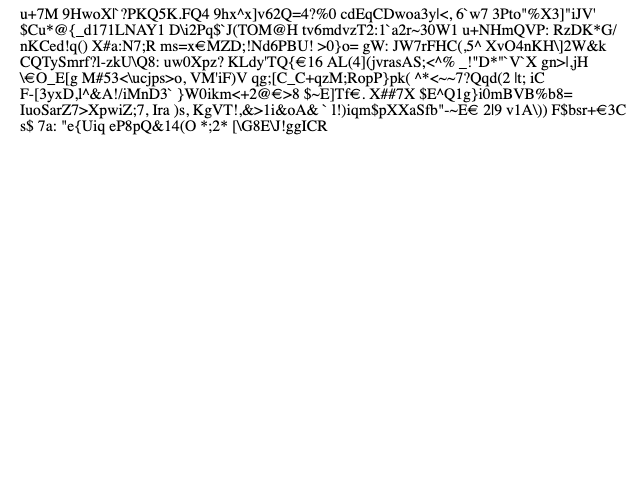 u+7M 9HwoX[`?PKQ5K.FQ4 9hx^x]v62Q=4?%0 cdEqCDwoa3y|<, 6`w7 3Pto"%X3]"iJV'
$Cu*@{_d171LNAY1 D\i2Pq$`J(TOM@H tv6mdvzT2:1`a2r~30W1 u+NHmQVP: RzDK*G/
nKCed!q() X#a:N7;R ms=x€MZD;!Nd6PBU! >0}o= gW: JW7rFHC(,5^ XvO4nKH\]2W&k
CQTySmrf?l-zkU\Q8: uw0Xpz? KLdy'TQ{€16 AL(4](jvrasAS;<^% _!"D*"`V`X gn>|,jH
\€O_E[g M#53<\ucjps>o, VM'iF)V qg;[C_C+qzM;RopP}pk( ^*<~~7?Qqd(2 |t; iC
F-[3yxD,l^&A!/iMnD3` }W0ikm<+2@€>8 $~E]Tf€. X##7X $E^Q1g}i0mBVB%b8=
IuoSarZ7>XpwiZ;7, Ira )s, KgVT!,&>1i&oA& ` l!)iqm$pXXaSfb"-~E€ 2|9 v1A\)) F$bsr+€3C
s$ 7a: "e{Uiq eP8pQ&14(O *;2* [\G8E\J!ggICR